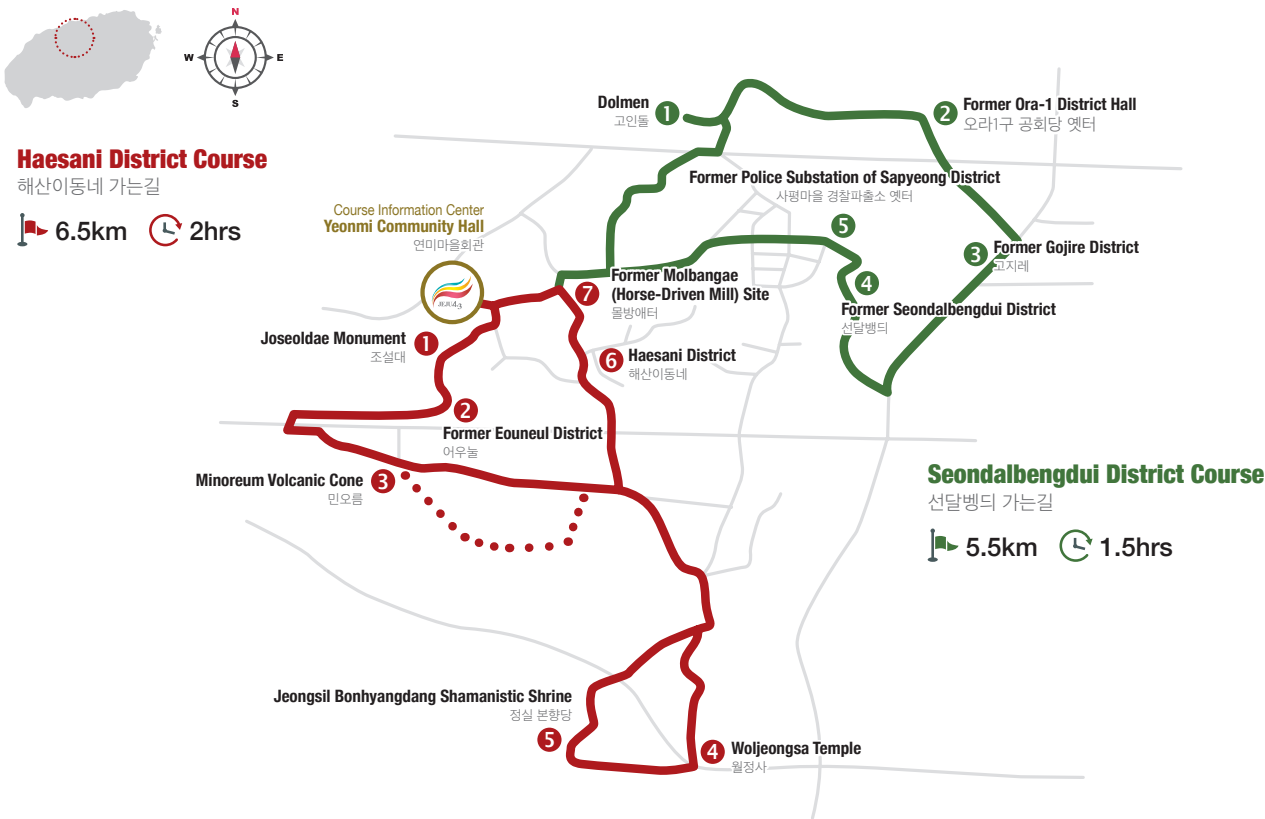 N
W
E
S
Haesani District Course
해산이동네 가는길
6.5km
2hrs
Course Information Center
Yeonmi Community Hall
연미마을회관
JEJU4.3
Dolmen
고인돌
1
2
Former Ora-1 District Hall
오라1구 공회당 옛터
Former Police Substation of Sapyeong District
사평마을 경찰파출소 옛터
5
3
Former Gojire District
고지레
4
Former Seondalbengdui District
선달뱅듸
7
Former Molbangae
(Horse-Driven Mill) Site
몰방애터
Joseoldae Monument
조설대
1
6
Haesani District
해산이동네
2
Former Eouneul District
어우눌
Minoreum Volcanic Cone
민오름
3
Seondalbengdui District Course
선달벵듸 가는길
5.5km
1.5hrs
Jeongsil Bonhyangdang Shamanistic Shrine
정실 본향당
5
4
Woljeongsa Temple
월정사